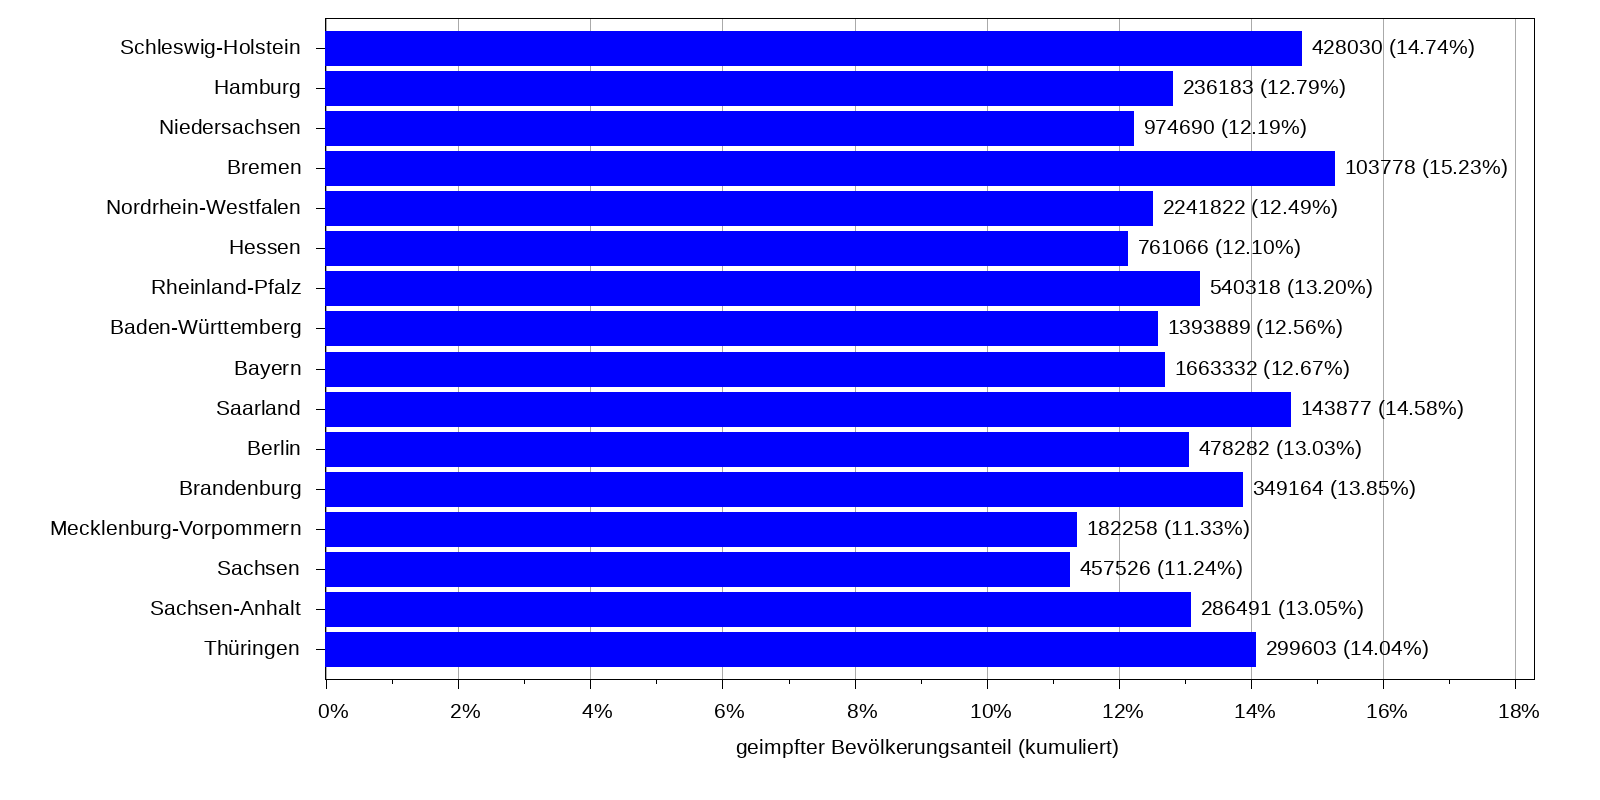 Schleswig-Holstein 428030 (14.74%)
Hamburg 236183 (12.79%)
Niedersachsen 974690 (12.19%)
Bremen 103778 (15.23%)
Nordrhein-Westfalen 2241822 (12.49%)
Hessen 761066 (12.10%)
Rheinland-Pfalz 540318 (13.20%)
Baden-Württemberg 1393889 (12.56%)
Bayern 1663332 (12.67%)
Saarland 143877 (14.58%)
Berlin 478282 (13.03%)
Brandenburg 349164 (13.85%)
Mecklenburg-Vorpommern 182258 (11.33%)
Sachsen 457526 (11.24%)
Sachsen-Anhalt 286491 (13.05%)
Thüringen 299603 (14.04%)
0% 2% 4% 6% 8% 10% 12% 14% 16% 18%
geimpfter Bevölkerungsanteil (kumuliert)